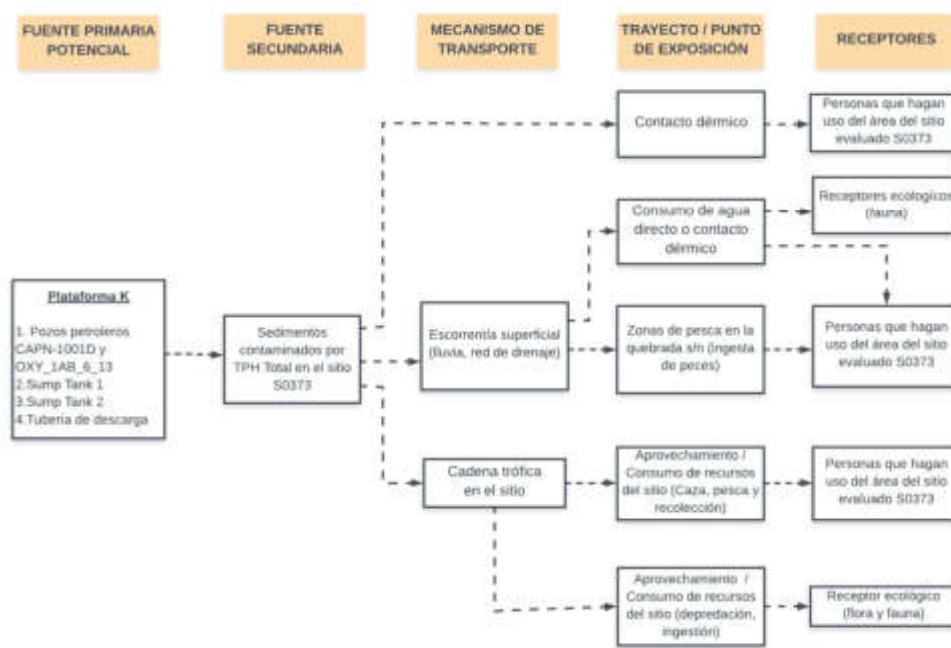 FUENTE PRIMARIA
POTENCIAL
FUENTE
SECUNDARIA
MECANISMO DE
TRANSPORTE
TRAYECTO / PUNTO
DE EXPOSICIÓN
RECEPTORES
Plataforma K
1. Pozos petroleros
CAPN-1001D y
OXY_1AB_6_13
2.Sump Tank 1
3.Sump Tank 2
4.Tubería de descarga
Sedimentos
contaminados por
TPH Total en el sitio
S0373
Contacto dérmico
Personas que hagan
uso del área del sitio
evaluado S0373
Escorrentía superficial
(lluvia, red de drenaje)
Consumo de agua
directo o contacto
dérmico
Receptores ecologicos
(fauna)
Zonas de pesca en la
quebrada s/n (ingesta
de peces)
Personas que hagan
uso del área del sitio
evaluado S0373
Cadena trófica
en el sitio
Aprovechamiento /
Consumo de recursos
del sitio (Caza, pesca y
recolección)
Personas que hagan
uso del área del sitio
evaluado S0373
Aprovechamiento /
Consumo de recursos
del sitio (depredación,
ingestión)
Receptor ecológico
(flora y fauna)